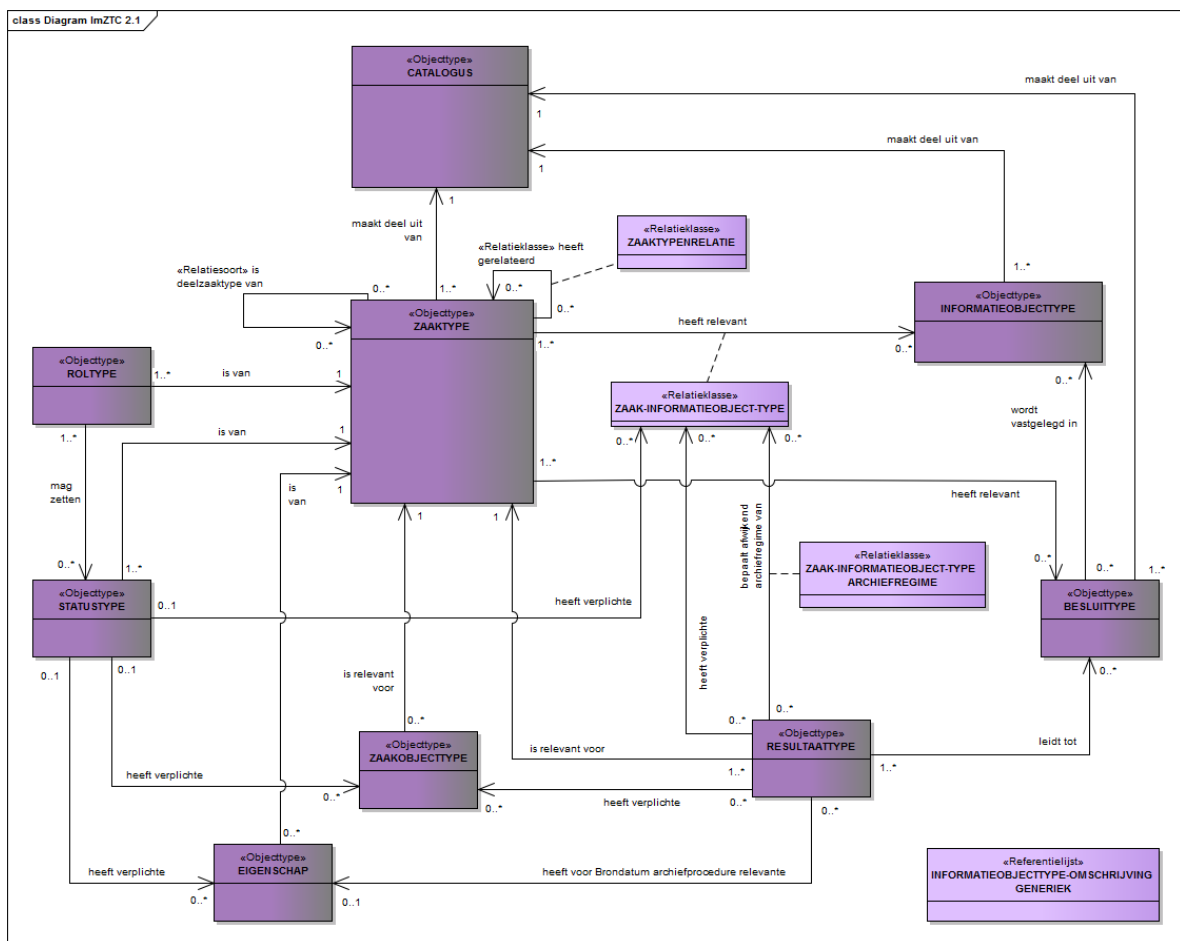 class Diagram ImZTC 2.1
«Objecttype»
CATALOGUS
maakt deel uit van
1
maakt deel uit van
1
1
maakt deel uit
van
«Relatieklasse»
ZAAKTYPENRELATIE
«Relatieklasse» heeft
gerelateerd
«Relatiesoort» is
deelzaaktype van
0..*
1..*
0..*
0..*
0..*
1..*
«Objecttype»
ZAAKTYPE
«Objecttype»
INFORMATIEOBJECTTYPE
heeft relevant
1..*
0..*
«Objecttype»
ROLTYPE
1..*
is van
1
0..*
«Relatieklasse»
ZAAK-INFORMATIEOBJECT-TYPE
wordt
vastgelegd in
1..*
is van
1
0..*
0..*
0..*
1..*
mag
zetten
is
van
1
heeft relevant
1
1
bepaalt afwijkend
archiefregime van
«Relatieklasse»
ZAAK-INFORMATIEOBJECT-TYPE
ARCHIEFREGIME
0..*
0..*
1..*
0..*
1..*
«Objecttype»
STATUSTYPE
0..1
heeft verplichte
«Objecttype»
BESLUITTYPE
heeft verplichte
0..1
0..1
0..*
is relevant
voor
0..*
0..*
0..*
«Objecttype»
ZAAKOBJECTTYPE
«Objecttype»
RESULTAATTYPE
is relevant voor
leidt tot
1..*
1..*
heeft verplichte
0..*
0..*
heeft verplichte
0..*
0..*
0..*
«Objecttype»
EIGENSCHAP
heeft verplichte
0..*
heeft voor Brondatum archiefprocedure relevante
0..1
«Referentielijst»
INFORMATIEOBJECTTYPE-OMSCHRIJVING
GENERIEK